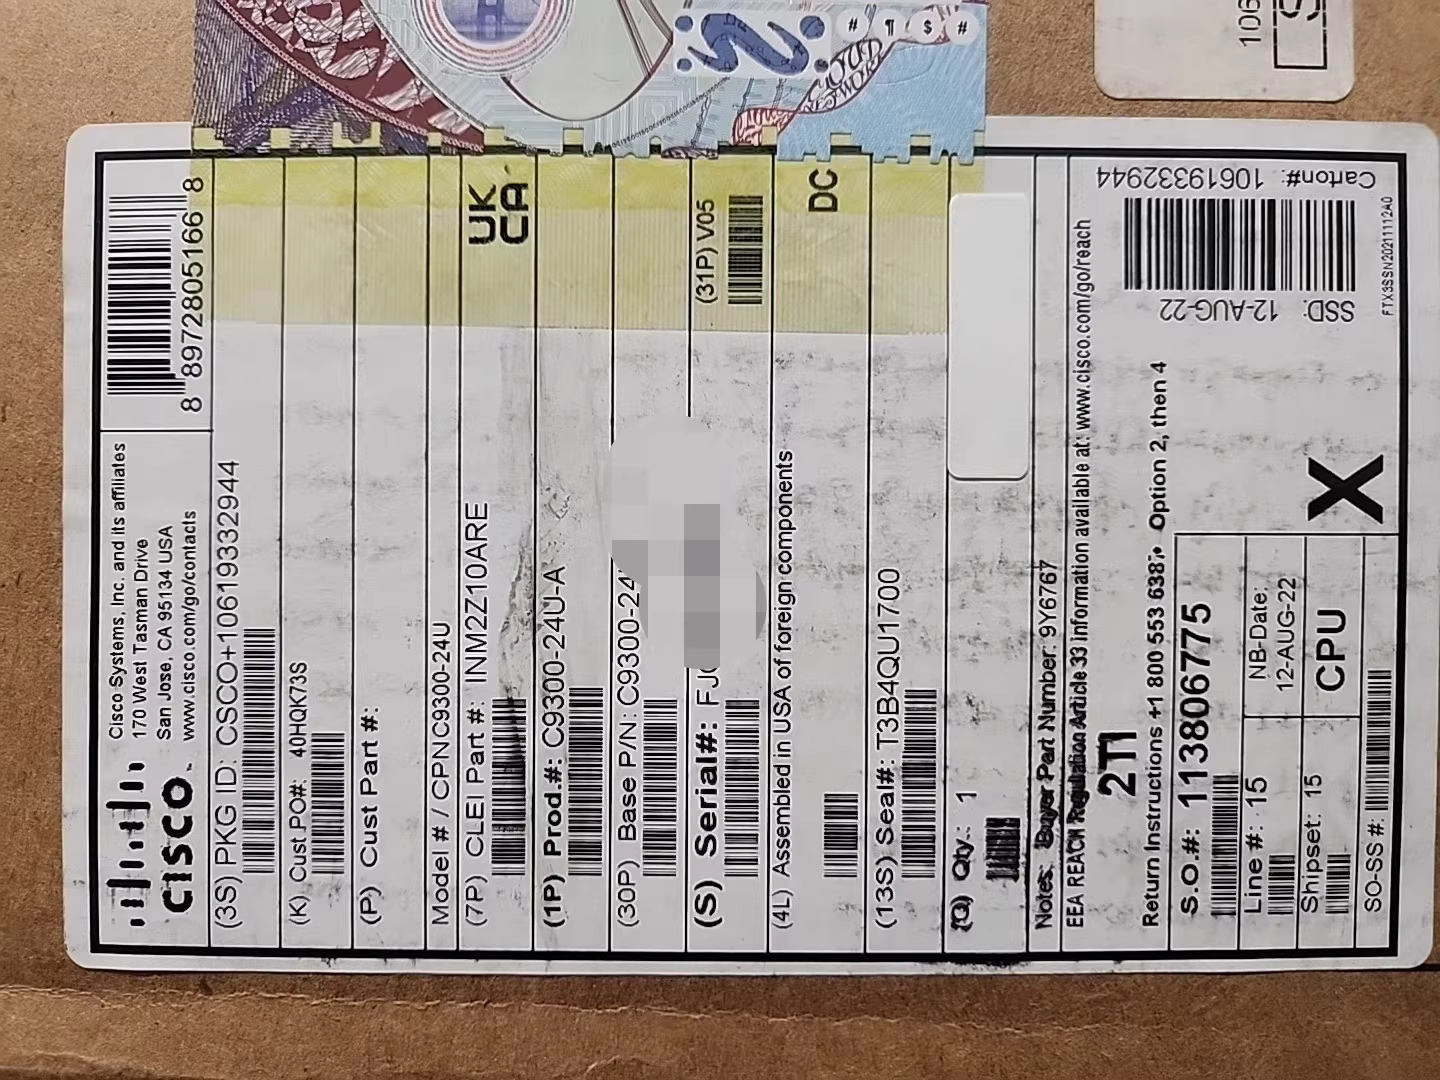 CISCO
Cisco Systems, Inc. and its affiliates
170 West Tasman Drive
San Jose, CA 95134 USA
www.cisco.com/go/contacts
8 89728 05166 8
(3S) PKG ID: CSCO+10619332944
(K) Cust PO#: 40HQK73S
(P) Cust Part #:
Model # / CPN C9300-24U
(7P) CLEI Part #: INM2Z10ARE
UK
CA
(1P) Prod.#: C9300-24U-A
(30P) Base P/N: C9300-24
(S) Serial#:
(31P) V05
(4L) Assembled in USA of foreign components
DC
(13S) Seal#: T3B4QU1700
(Q) Qty.: 1
Notes: Buyer Part Number: 9Y6767
EEA REACH Regulation Article 33 information available at: www.cisco.com/go/reach
2T1
Return Instructions +1 800 553 6387, Option 2, then 4
S.O.#: 113806775
Line #: 15
NB-Date:
12-AUG-22
Shipset: 15
CPU
SO-SS #:
X
Carton#: 10619332944
SSD: 12-AUG-22
FTX3SSN20211112A0
# ¶ $ #
106